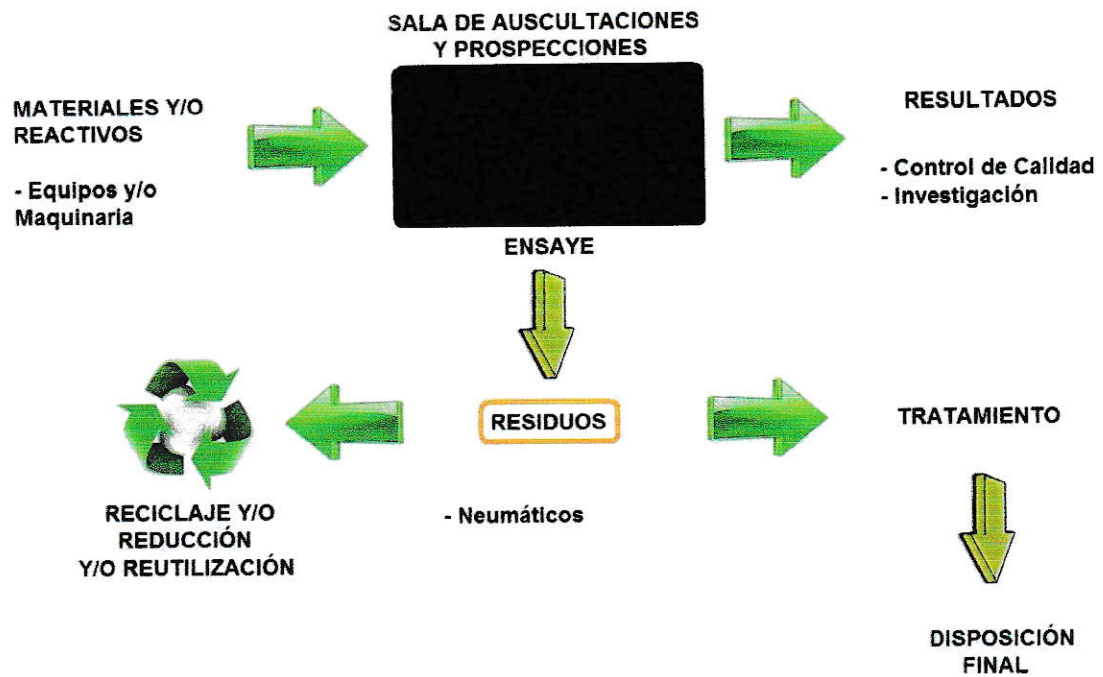 SALA DE AUSCULTACIONES
Y PROSPECCIONES
MATERIALES Y/O
REACTIVOS
- Equipos y/o
Maquinaria
RESULTADOS
- Control de Calidad
- Investigación
ENSAYE
RESIDUOS
- Neumáticos
RECICLAJE Y/O
REDUCCIÓN
Y/O REUTILIZACIÓN
TRATAMIENTO
DISPOSICIÓN
FINAL